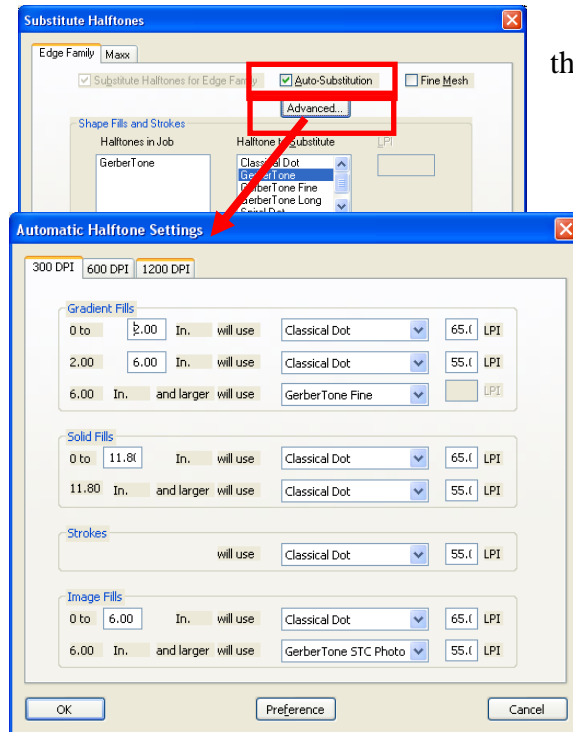 Substitute Halftones
th
Edge Family Maxx
Substitute Halftones for Edge Family Auto-Substitution Fine Mesh
Advanced...
Shape Fills and Strokes
Halftones in Job Halftone to Substitute LPI
GerberTone Classical Dot
GerberTone
GerberTone Fine
GerberTone Long
Spiral Dot
Automatic Halftone Settings
300 DPI 600 DPI 1200 DPI
Gradient Fills
0 to 2.00 In. will use Classical Dot 65.( LPI
2.00 6.00 In. will use Classical Dot 55.( LPI
6.00 In. and larger will use GerberTone Fine LPI
Solid Fills
0 to 11.8( In. will use Classical Dot 65.( LPI
11.80 In. and larger will use Classical Dot 55.( LPI
Strokes
will use Classical Dot 55.( LPI
Image Fills
0 to 6.00 In. will use Classical Dot 65.( LPI
6.00 In. and larger will use GerberTone STC Photo 55.( LPI
OK Preference Cancel